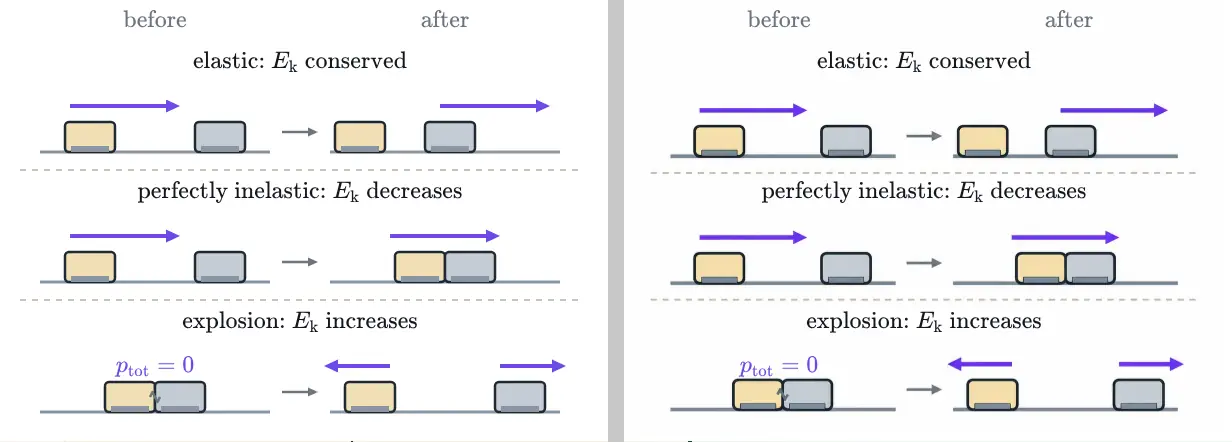 before after
elastic: E_k conserved
perfectly inelastic: E_k decreases
explosion: E_k increases
p_tot = 0
before after
elastic: E_k conserved
perfectly inelastic: E_k decreases
explosion: E_k increases
p_tot = 0